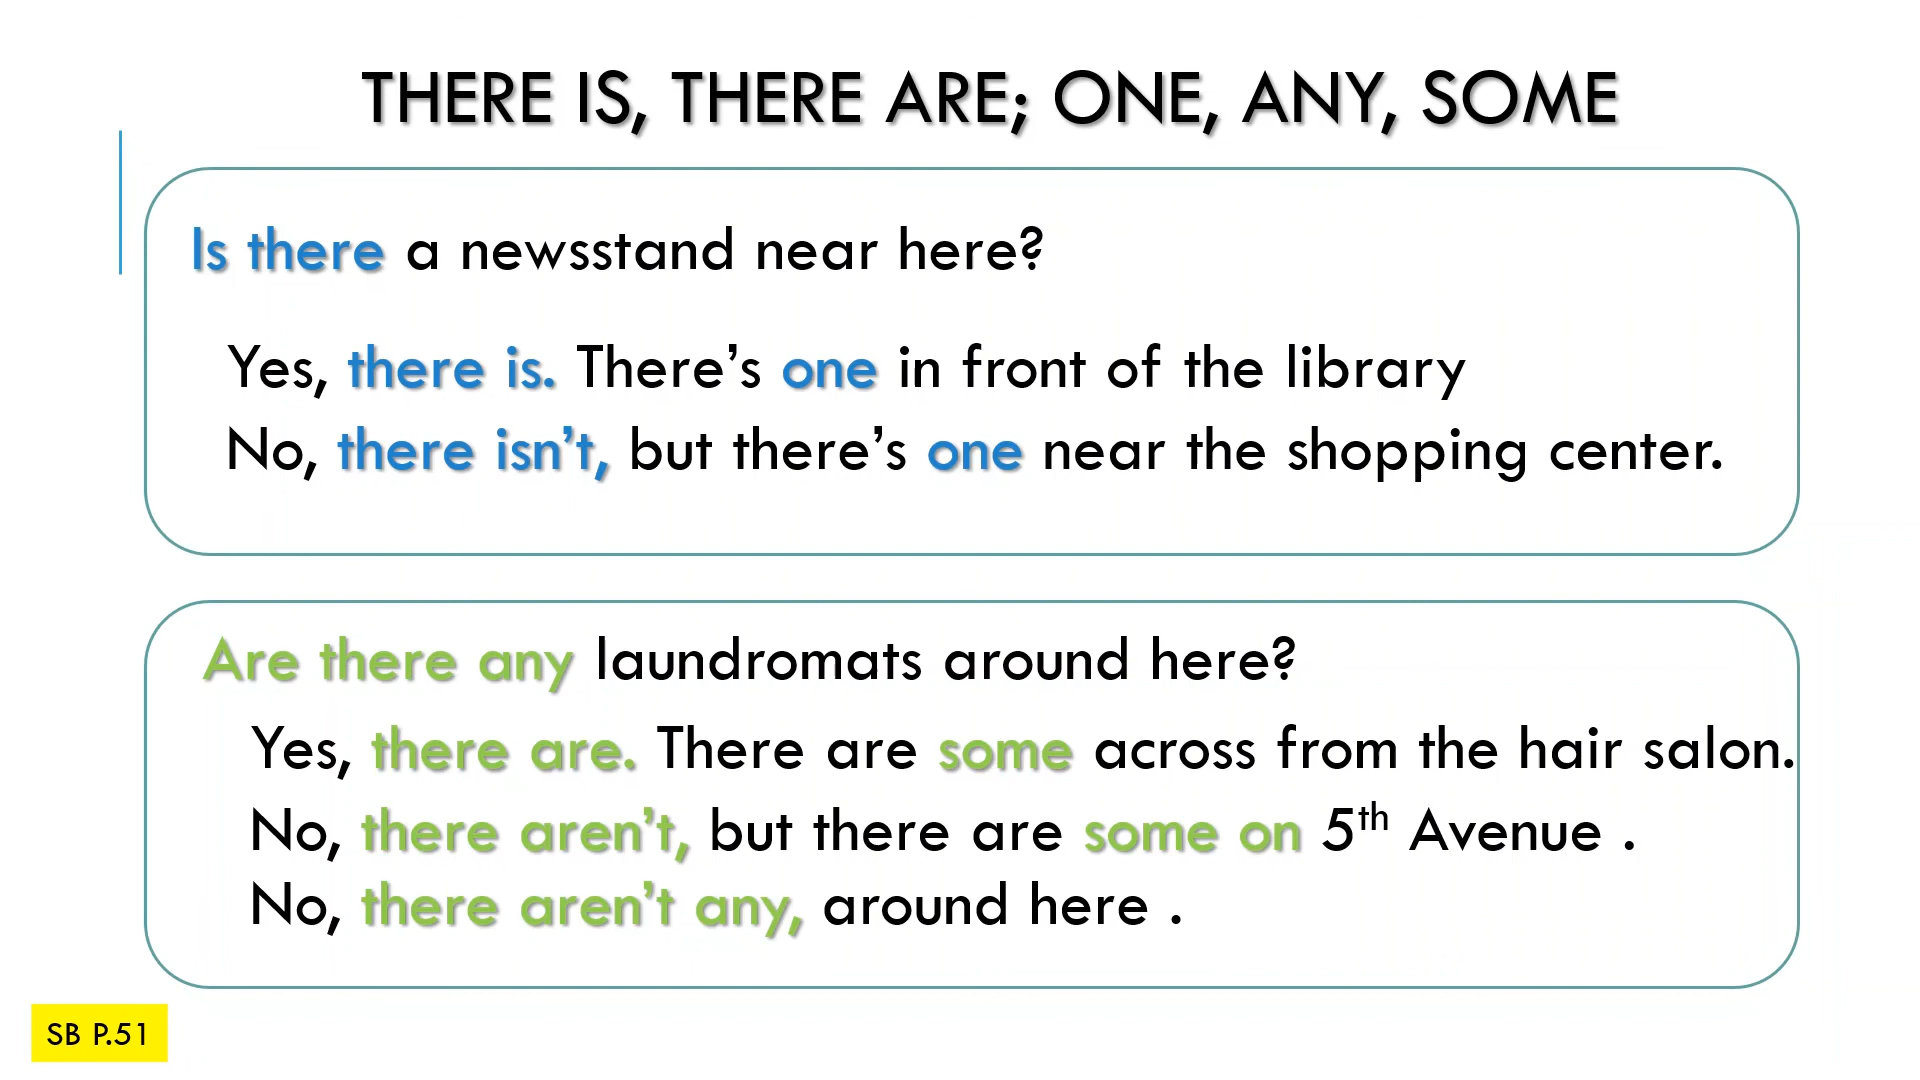 THERE IS, THERE ARE; ONE, ANY, SOME
Is there a newsstand near here?
Yes, there is. There’s one in front of the library
No, there isn’t, but there’s one near the shopping center.
Are there any laundromats around here?
Yes, there are. There are some across from the hair salon.
No, there aren’t, but there are some on 5th Avenue .
No, there aren’t any, around here .
SB P.51